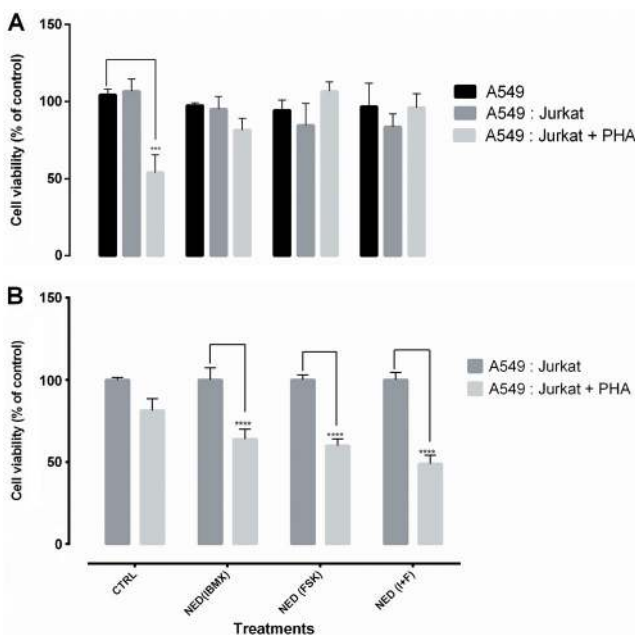 A
150
100
50
0
Cell viability (% of control)
***
A549
A549 : Jurkat
A549 : Jurkat + PHA
B
150
100
50
0
Cell viability (% of control)
****
****
****
A549 : Jurkat
A549 : Jurkat + PHA
CTRL
NED(IBMX)
NED (FSK)
NED (I+F)
Treatments